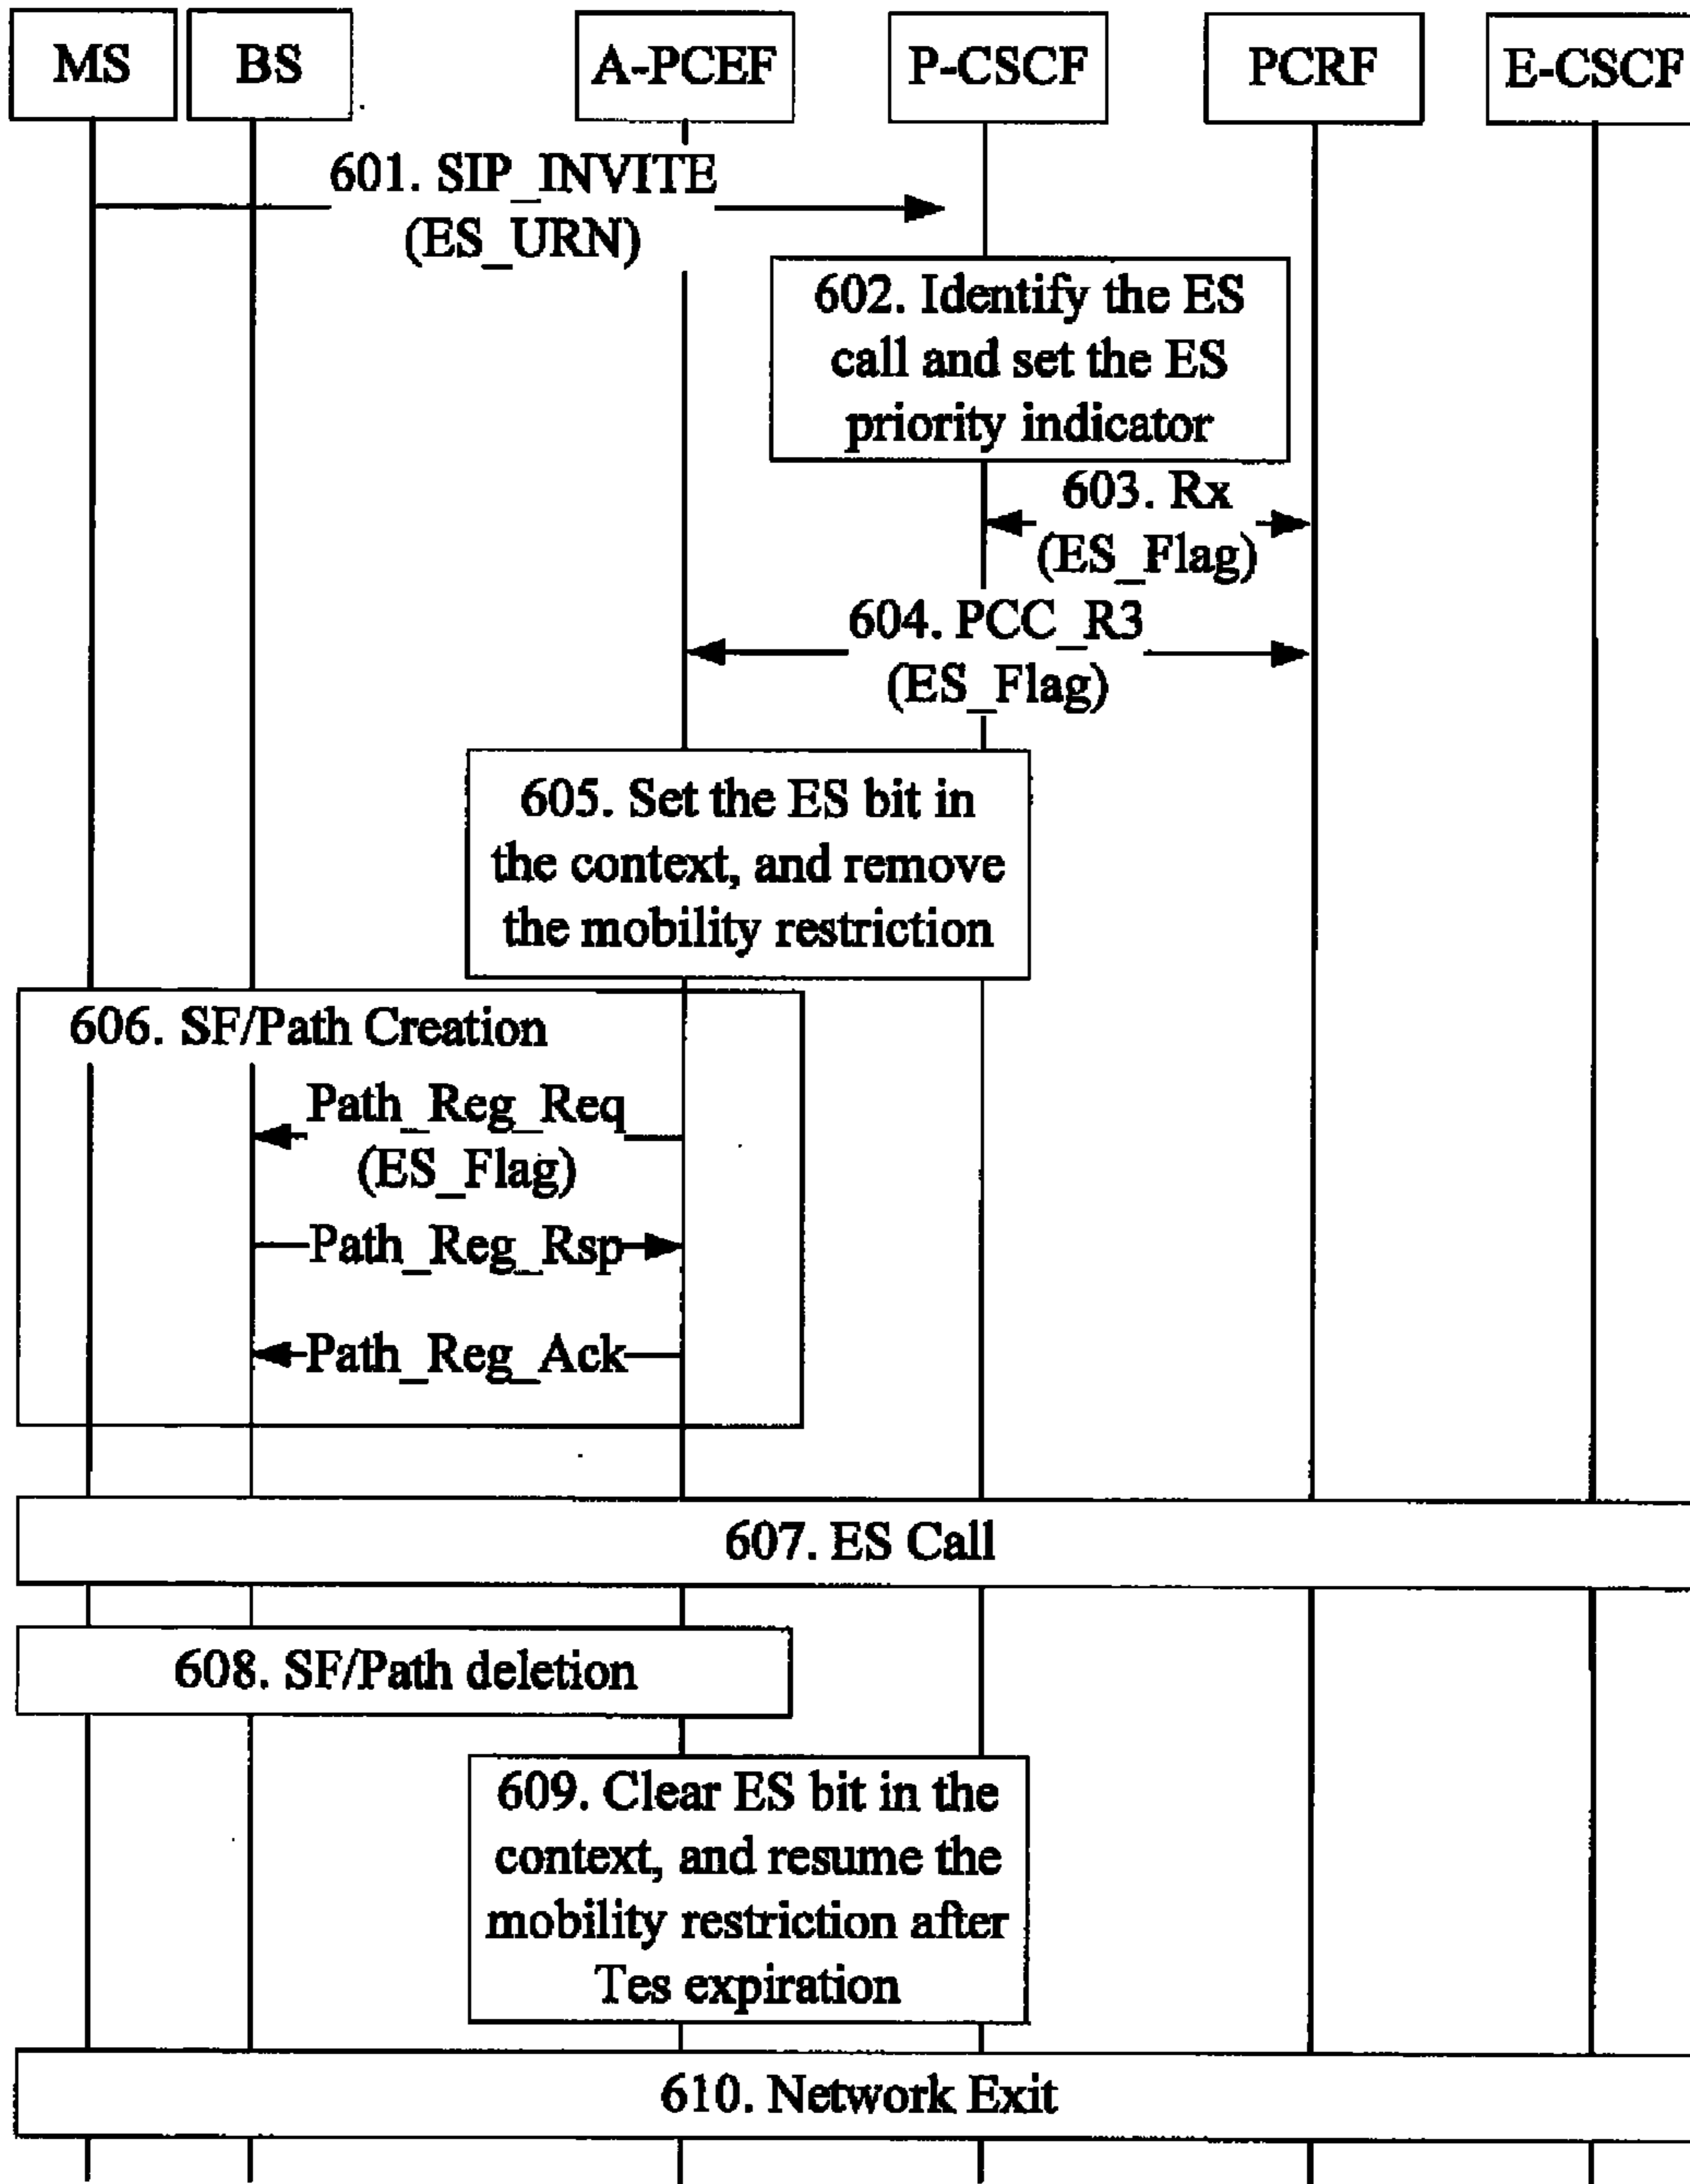 MS BS A-PCEF P-CSCF PCRF E-CSCF
601. SIP_INVITE
(ES_URN)
602. Identify the ES
call and set the ES
priority indicator
603. Rx
(ES_Flag)
604. PCC_R3
(ES_Flag)
605. Set the ES bit in
the context, and remove
the mobility restriction
606. SF/Path Creation
Path_Reg_Req
(ES_Flag)
Path_Reg_Rsp
Path_Reg_Ack
607. ES Call
608. SF/Path deletion
609. Clear ES bit in the
context, and resume the
mobility restriction after
Tes expiration
610. Network Exit